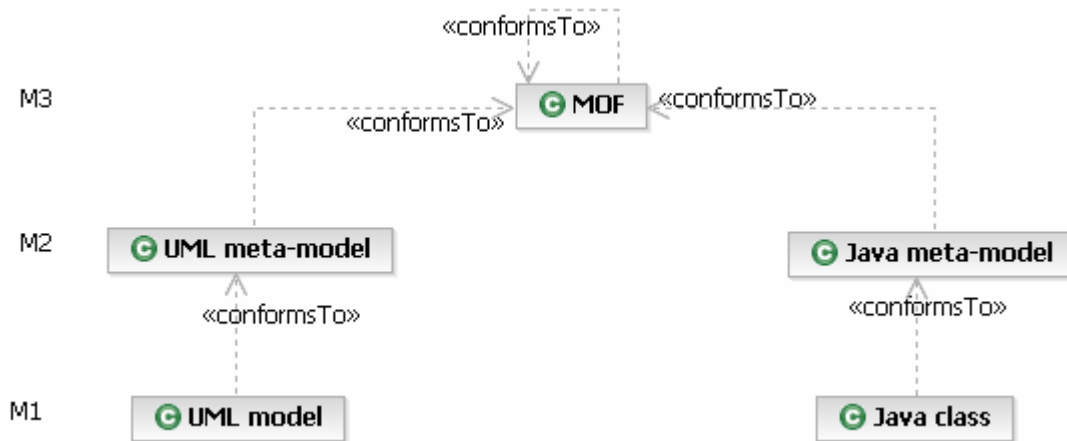 «conformsTo»
M3
C MOF
«conformsTo»
«conformsTo»
M2
C UML meta-model
C Java meta-model
«conformsTo»
«conformsTo»
M1
C UML model
C Java class